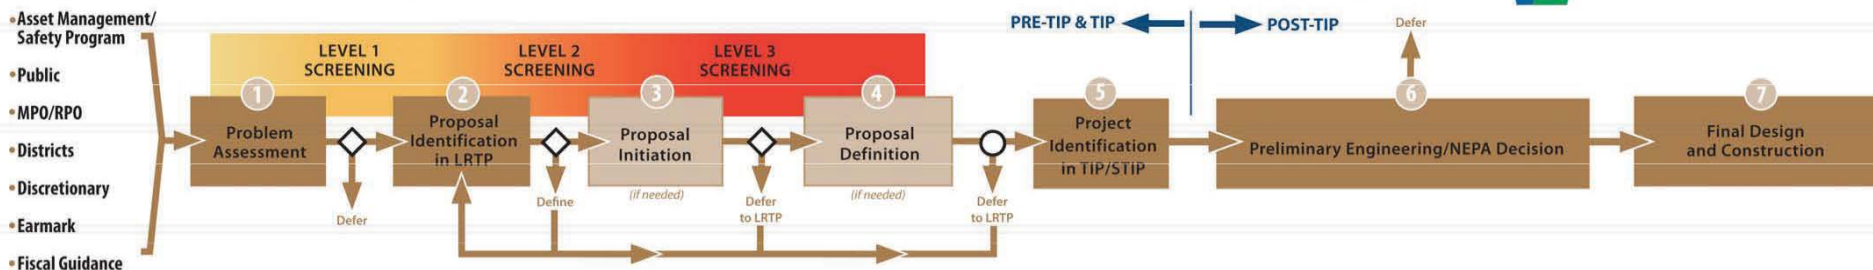 •Asset Management/
Safety Program
•Public
•MPO/RPO
•Districts
•Discretionary
•Earmark
•Fiscal Guidance
LEVEL 1
SCREENING
LEVEL 2
SCREENING
LEVEL 3
SCREENING
PRE-TIP & TIP
POST-TIP
1
Problem
Assessment
Defer
2
Proposal
Identification
in LRTP
Define
3
Proposal
Initiation
(if needed)
Defer
to LRTP
4
Proposal
Definition
(if needed)
Defer
to LRTP
5
Project
Identification
in TIP/STIP
Defer
6
Preliminary Engineering/NEPA Decision
7
Final Design
and Construction